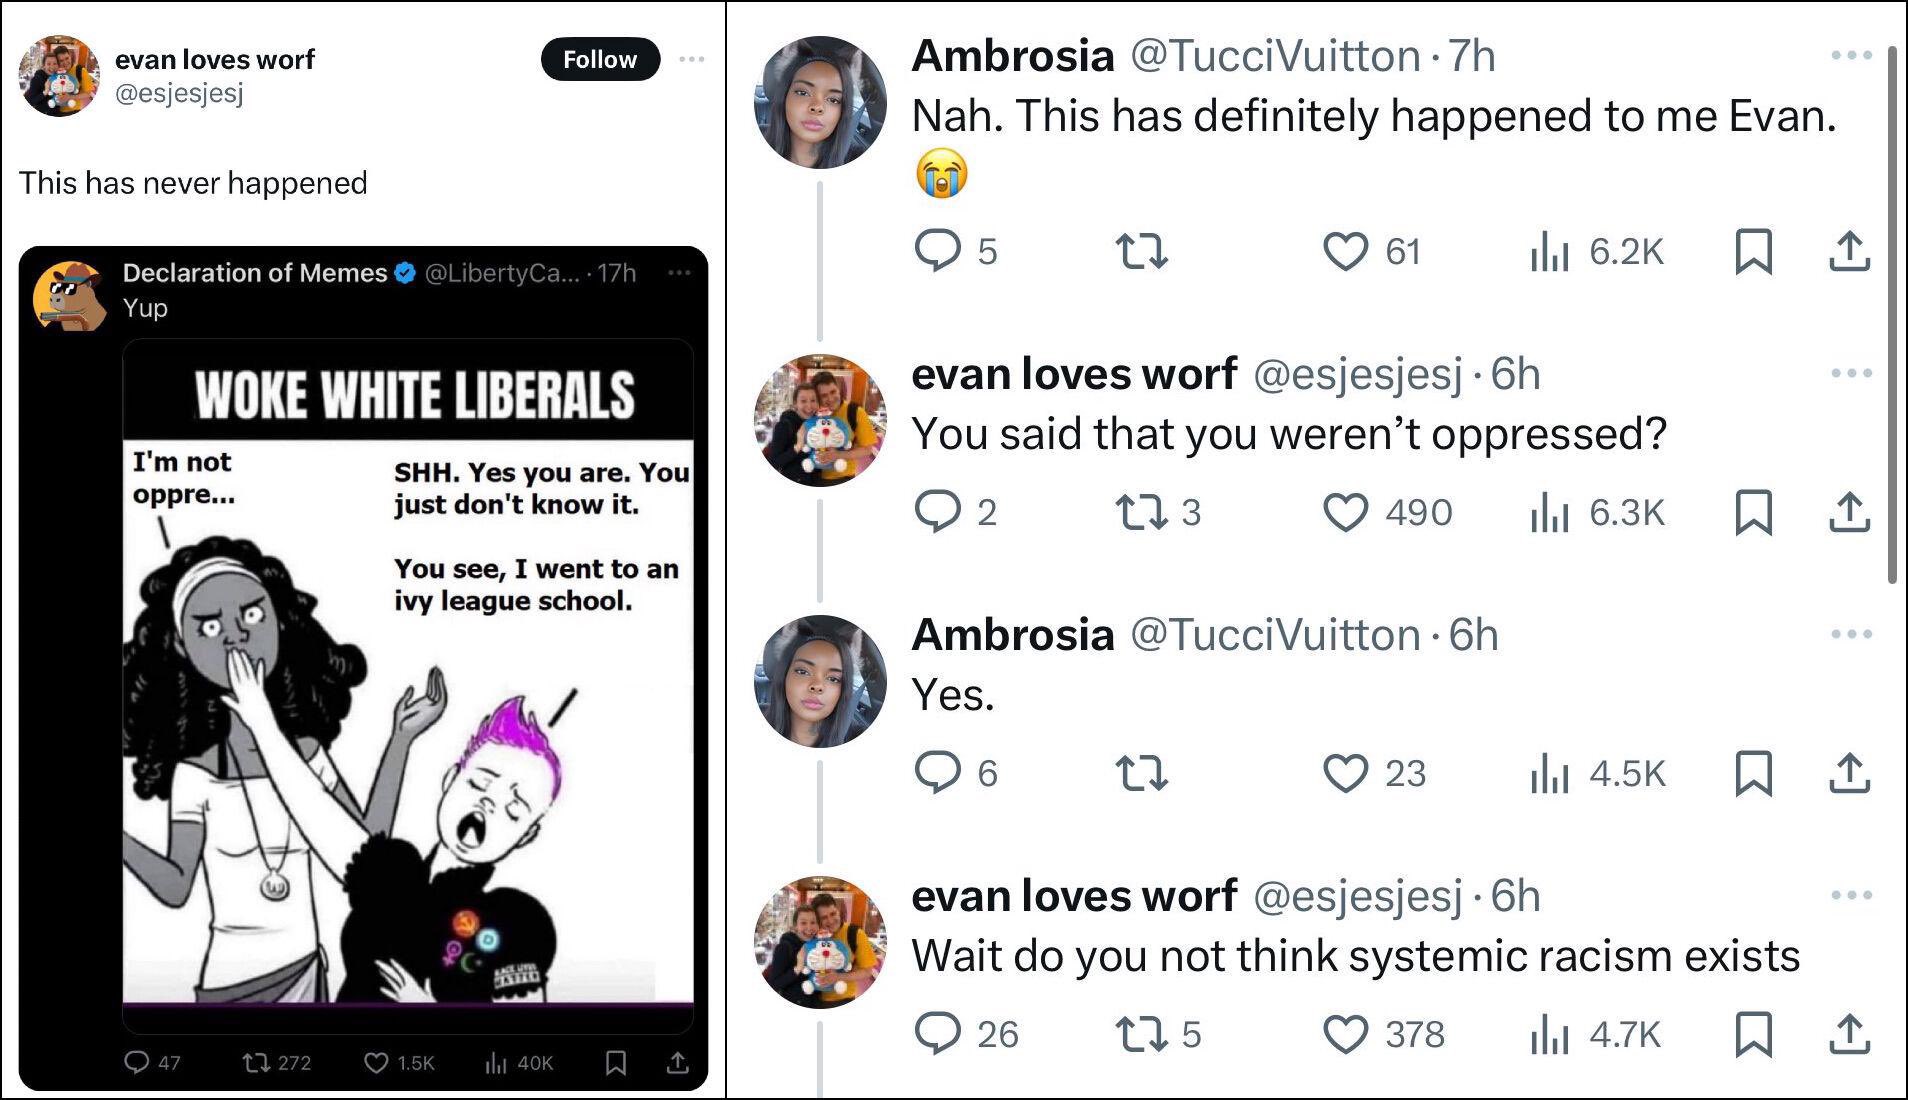 evan loves worf
@esjesjesj
Follow
This has never happened
Declaration of Memes @LibertyCa... · 17h
Yup
WOKE WHITE LIBERALS
I'm not
oppre...
SHH. Yes you are. You
just don't know it.
You see, I went to an
ivy league school.
47 272 1.5K 40K
Ambrosia @TucciVuitton · 7h
Nah. This has definitely happened to me Evan.
😭
5 61 6.2K
evan loves worf @esjesjesj · 6h
You said that you weren’t oppressed?
2 3 490 6.3K
Ambrosia @TucciVuitton · 6h
Yes.
6 23 4.5K
evan loves worf @esjesjesj · 6h
Wait do you not think systemic racism exists
26 5 378 4.7K